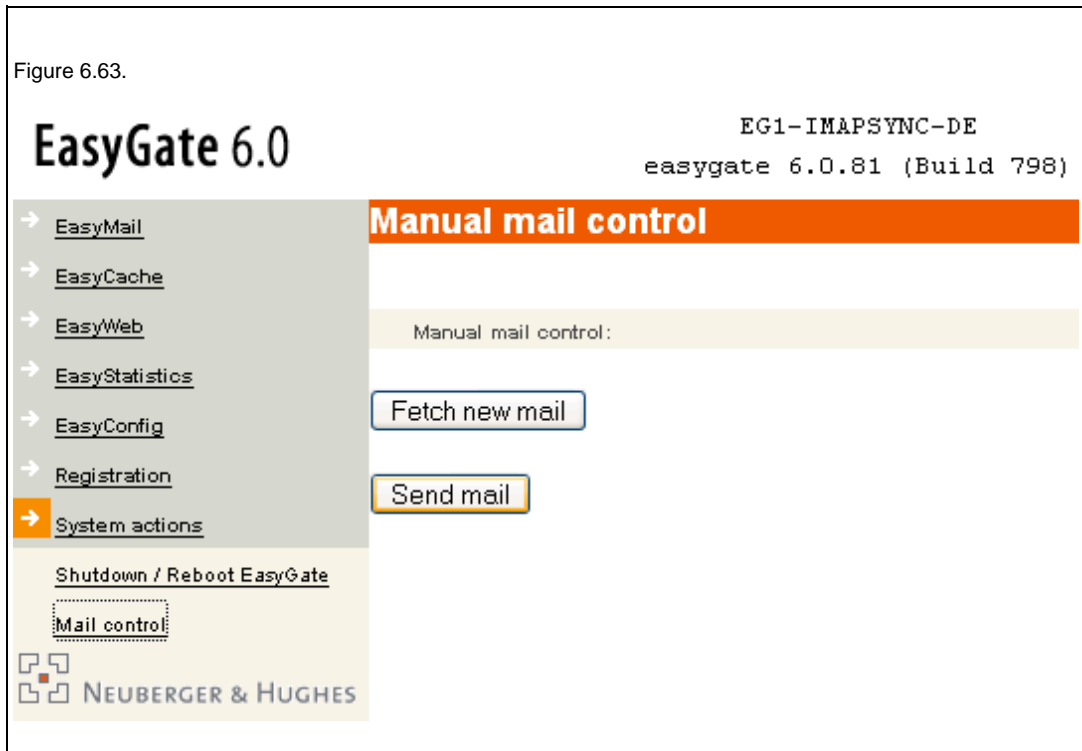 Figure 6.63.
EasyGate 6.0
EG1-IMAPSYNC-DE
easygate 6.0.81 (Build 798)
EasyMail
EasyCache
EasyWeb
EasyStatistics
EasyConfig
Registration
System actions
Shutdown / Reboot EasyGate
Mail control
NEUBERGER & HUGHES
Manual mail control
Manual mail control:
Fetch new mail
Send mail